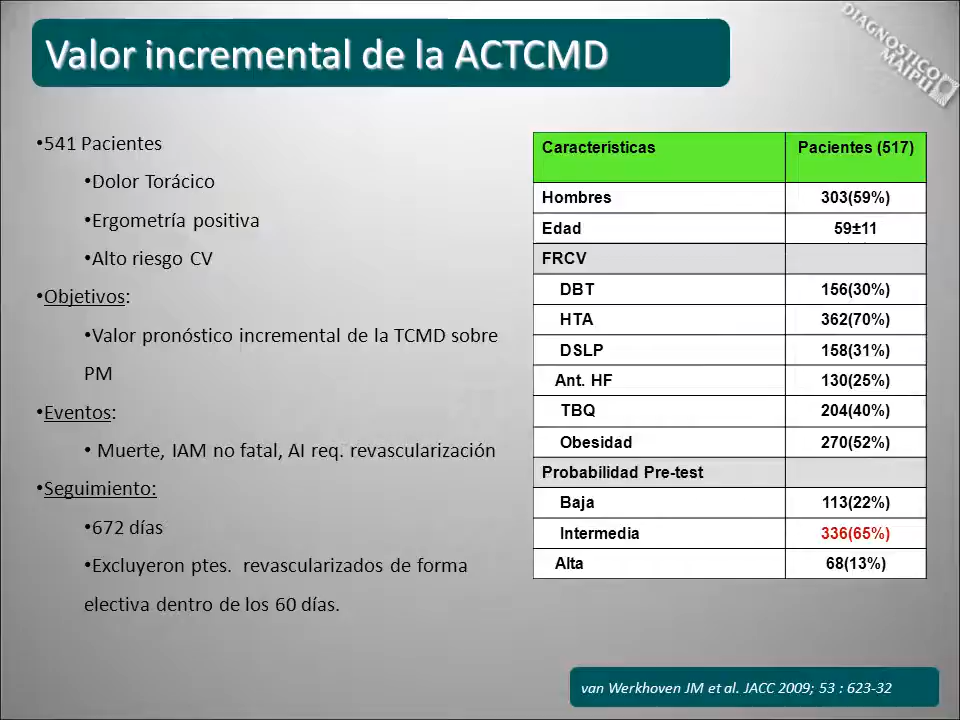 Valor incremental de la ACTCMD
DIAGNOSTICO
MAIPU
•541 Pacientes
•Dolor Torácico
•Ergometría positiva
•Alto riesgo CV
•Objetivos:
•Valor pronóstico incremental de la TCMD sobre
PM
•Eventos:
• Muerte, IAM no fatal, AI req. revascularización
•Seguimiento:
•672 días
•Excluyeron ptes. revascularizados de forma
electiva dentro de los 60 días.
Características Pacientes (517)
Hombres 303(59%)
Edad 59±11
FRCV
DBT 156(30%)
HTA 362(70%)
DSLP 158(31%)
Ant. HF 130(25%)
TBQ 204(40%)
Obesidad 270(52%)
Probabilidad Pre-test
Baja 113(22%)
Intermedia 336(65%)
Alta 68(13%)
van Werkhoven JM et al. JACC 2009; 53 : 623-32